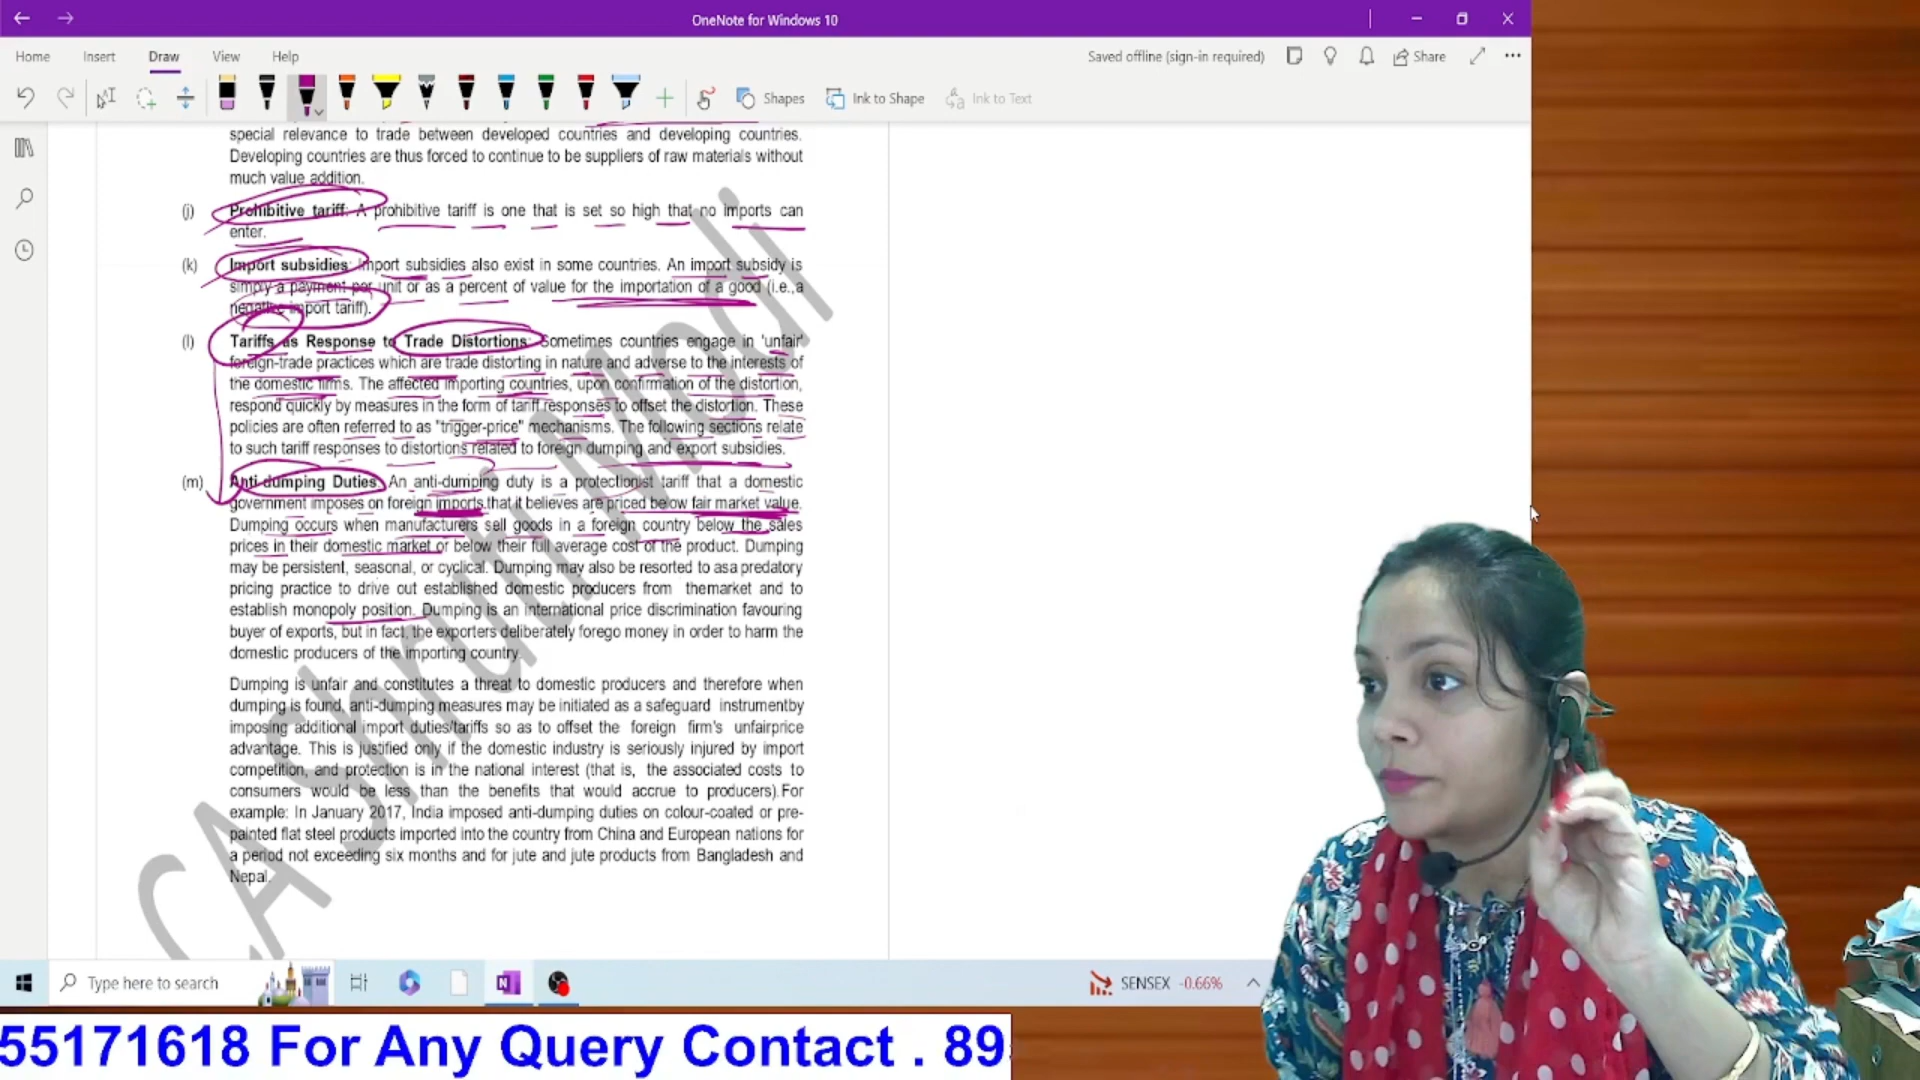 OneNote for Windows 10
Home Insert Draw View Help
Saved offline (sign-in required) Share
Shapes Ink to Shape Ink to Text
special relevance to trade between developed countries and developing countries.
Developing countries are thus forced to continue to be suppliers of raw materials without
much value addition.
(j) Prohibitive tariff: A prohibitive tariff is one that is set so high that no imports can
enter.
(k) Import subsidies: Import subsidies also exist in some countries. An import subsidy is
simply a payment per unit or as a percent of value for the importation of a good (i.e.,a
negative import tariff).
(l) Tariffs as Response to Trade Distortions: Sometimes countries engage in 'unfair'
foreign-trade practices which are trade distorting in nature and adverse to the interests of
the domestic firms. The affected importing countries, upon confirmation of the distortion,
respond quickly by measures in the form of tariff responses to offset the distortion. These
policies are often referred to as "trigger-price" mechanisms. The following sections relate
to such tariff responses to distortions related to foreign dumping and export subsidies.
(m) Anti-dumping Duties: An anti-dumping duty is a protectionist tariff that a domestic
government imposes on foreign imports that it believes are priced below fair market value.
Dumping occurs when manufacturers sell goods in a foreign country below the sales
prices in their domestic market or below their full average cost of the product. Dumping
may be persistent, seasonal, or cyclical. Dumping may also be resorted to asa predatory
pricing practice to drive out established domestic producers from themarket and to
establish monopoly position. Dumping is an international price discrimination favouring
buyer of exports, but in fact, the exporters deliberately forego money in order to harm the
domestic producers of the importing country.
Dumping is unfair and constitutes a threat to domestic producers and therefore when
dumping is found, anti-dumping measures may be initiated as a safeguard instrumentby
imposing additional import duties/tariffs so as to offset the foreign firm's unfairprice
advantage. This is justified only if the domestic industry is seriously injured by import
competition, and protection is in the national interest (that is, the associated costs to
consumers would be less than the benefits that would accrue to producers).For
example: In January 2017, India imposed anti-dumping duties on colour-coated or pre-
painted flat steel products imported into the country from China and European nations for
a period not exceeding six months and for jute and jute products from Bangladesh and
Nepal.
CA Shruti Modi
Type here to search
SENSEX -0.66%
55171618 For Any Query Contact . 89